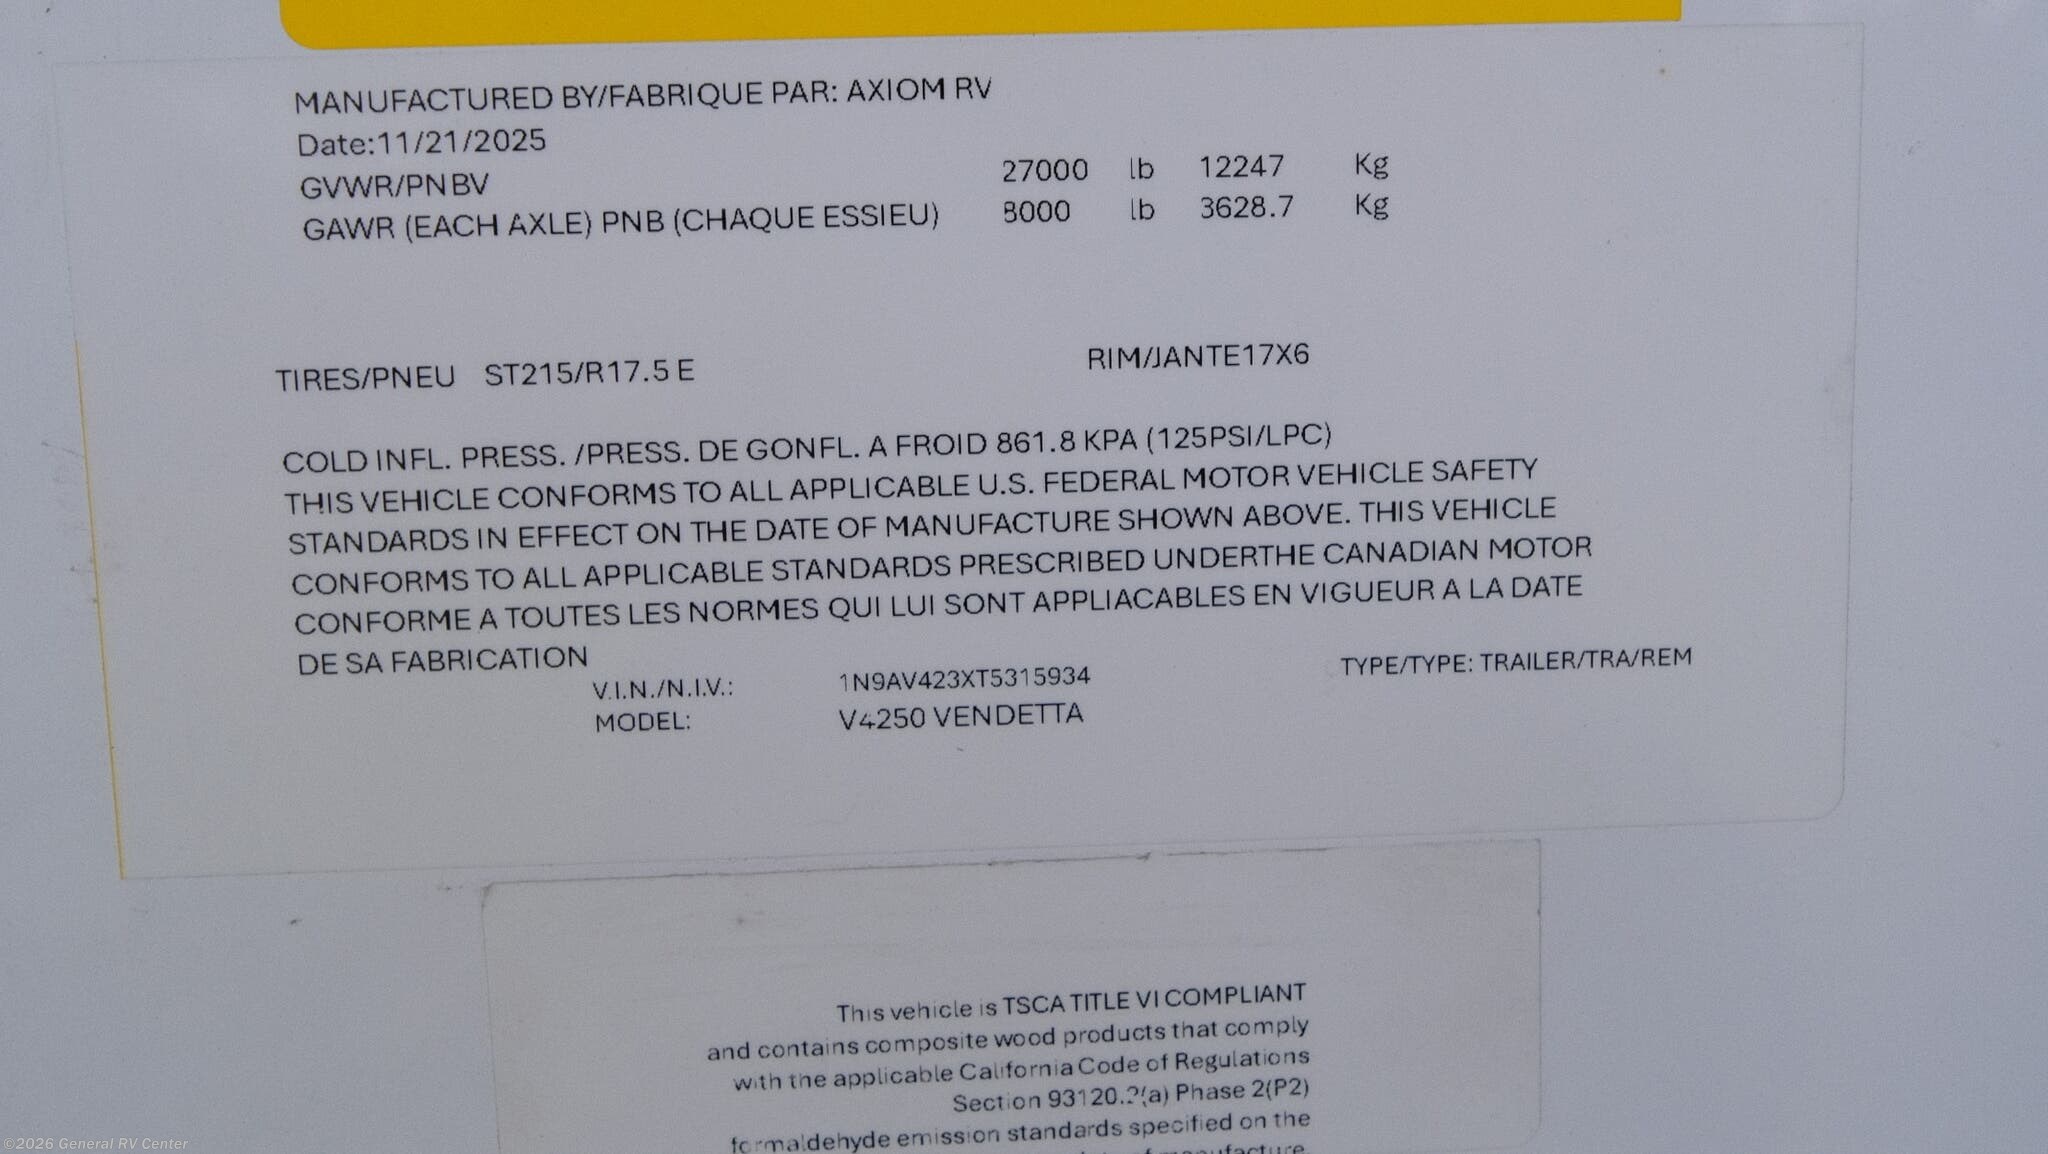 MANUFACTURED BY/FABRIQUE PAR: AXIOM RV
Date:11/21/2025
GVWR/PNBV 27000 lb 12247 Kg
GAWR (EACH AXLE) PNB (CHAQUE ESSIEU) 8000 lb 3628.7 Kg
TIRES/PNEU ST215/R17.5 E RIM/JANTE17X6
COLD INFL. PRESS. /PRESS. DE GONFL. A FROID 861.8 KPA (125PSI/LPC)
THIS VEHICLE CONFORMS TO ALL APPLICABLE U.S. FEDERAL MOTOR VEHICLE SAFETY
STANDARDS IN EFFECT ON THE DATE OF MANUFACTURE SHOWN ABOVE. THIS VEHICLE
CONFORMS TO ALL APPLICABLE STANDARDS PRESCRIBED UNDERTHE CANADIAN MOTOR
CONFORME A TOUTES LES NORMES QUI LUI SONT APPLIACABLES EN VIGUEUR A LA DATE
DE SA FABRICATION
V.I.N./N.I.V.: 1N9AV423XT5315934 TYPE/TYPE: TRAILER/TRA/REM
MODEL: V4250 VENDETTA
This vehicle is TSCA TITLE VI COMPLIANT
and contains composite wood products that comply
with the applicable California Code of Regulations
Section 93120.2(a) Phase 2(P2)
formaldehyde emission standards specified on the
of manufacture.
©2026 General RV Center